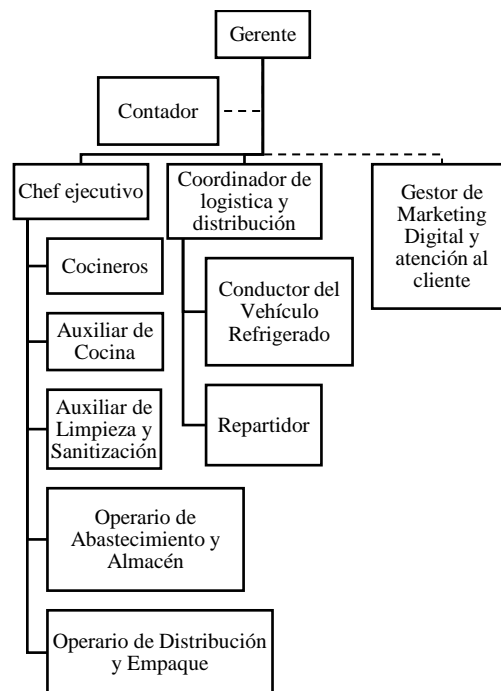 Gerente
Contador
Chef ejecutivo
Coordinador de
logistica y
distribución
Gestor de
Marketing
Digital y
atención al
cliente
Cocineros
Auxiliar de
Cocina
Auxiliar de
Limpieza y
Sanitización
Operario de
Abastecimiento y
Almacén
Operario de Distribución
y Empaque
Conductor del
Vehículo
Refrigerado
Repartidor